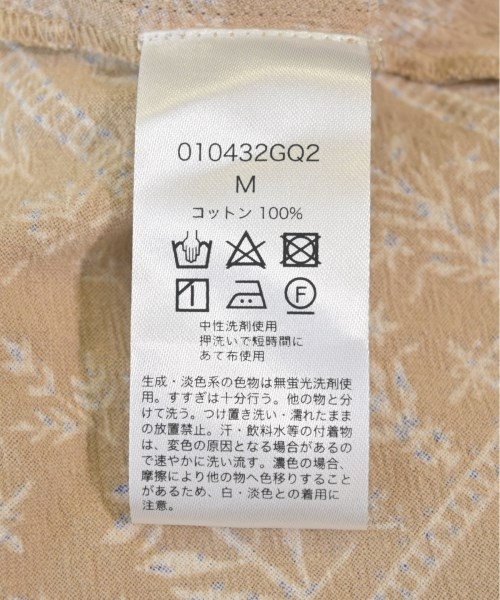 010432GQ2
M
コットン 100%
F
中性洗剤使用
押洗いで短時間に
あて布使用
生成・淡色系の色物は無蛍光洗剤使
用。すすぎは十分行う。他の物と分
けて洗う。つけ置き洗い・濡れたまま
の放置禁止。汗・飲料水等の付着物
は、変色の原因となる場合があるの
で速やかに洗い流す。濃色の場合、
摩擦により他の物へ色移りすること
があるため、白・淡色との着用に
注意。